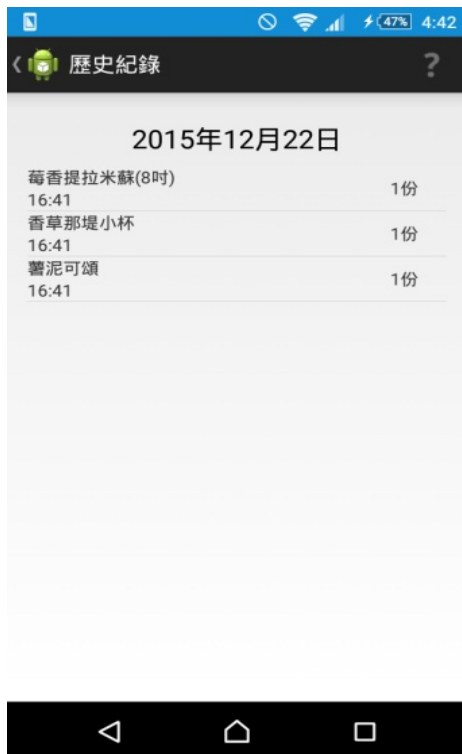 47% 4:42
歷史紀錄 ?
2015年12月22日
莓香提拉米蘇(8吋)
16:41
1份
香草那堤小杯
16:41
1份
薯泥可頌
16:41
1份